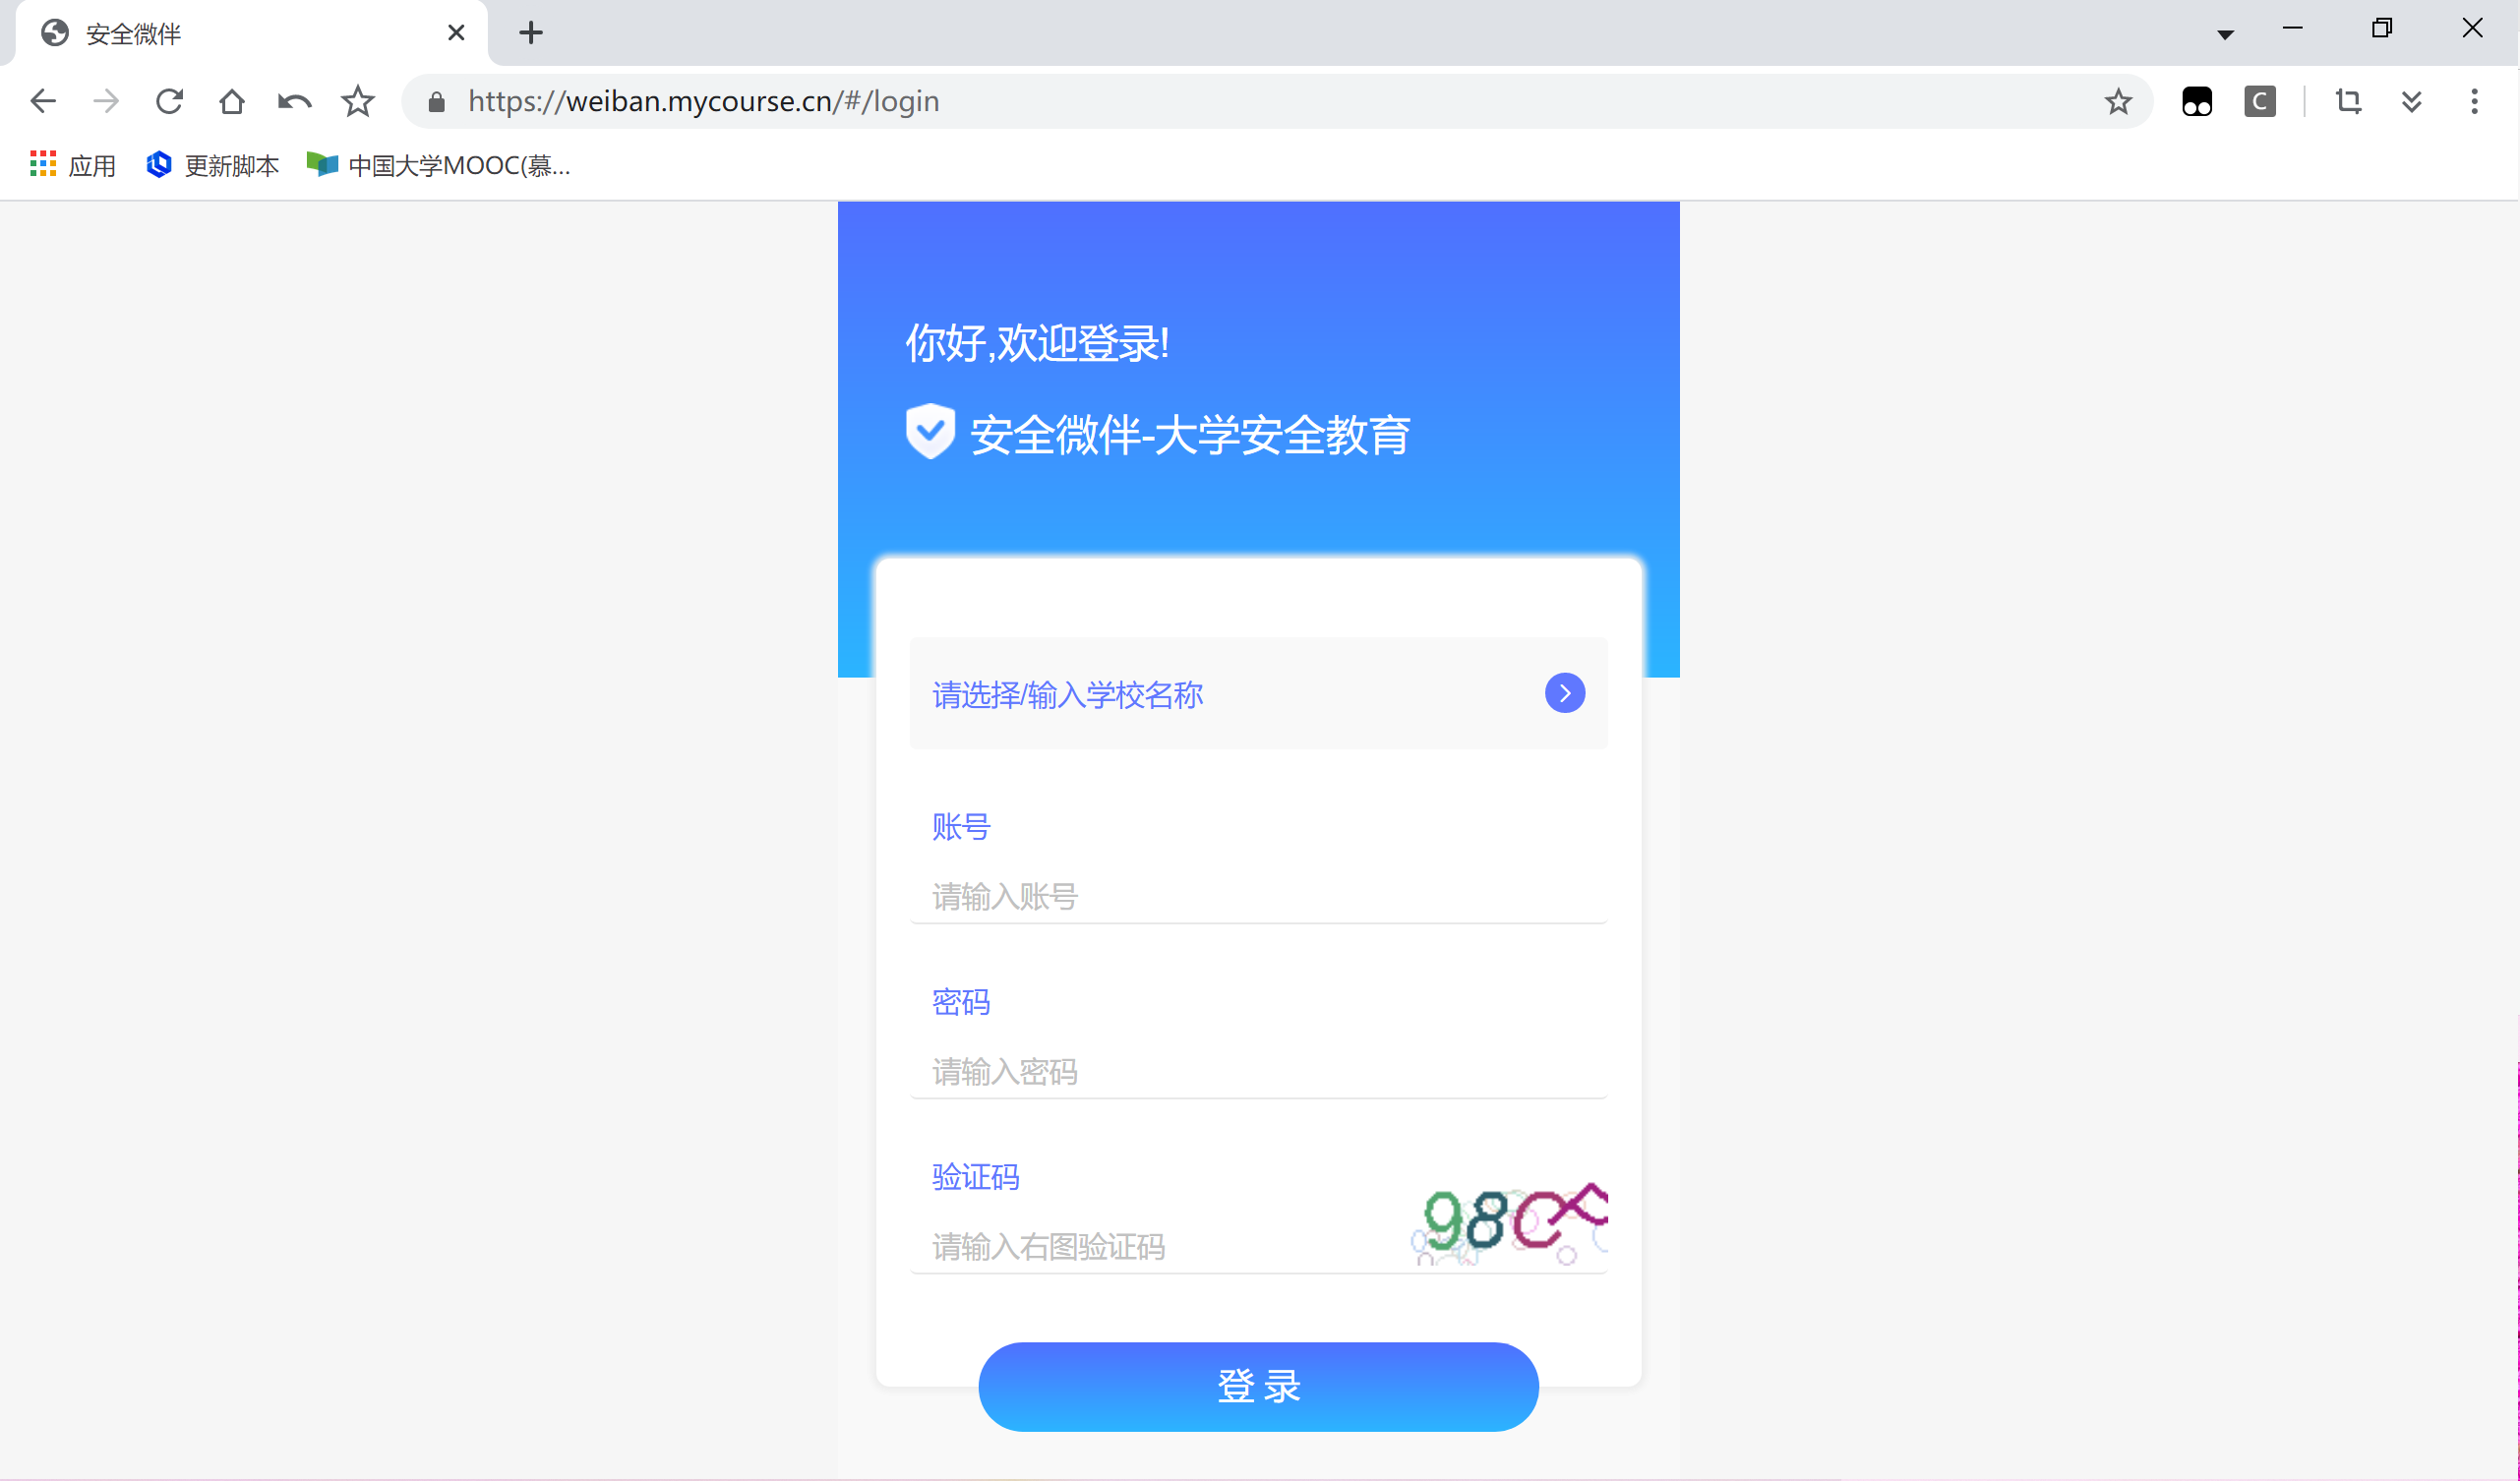 安全微伴
https://weiban.mycourse.cn/#/login
C
应用 更新脚本 中国大学MOOC(慕...
你好,欢迎登录!
安全微伴-大学安全教育
请选择/输入学校名称
账号
请输入账号
密码
请输入密码
验证码
98C
请输入右图验证码
登录